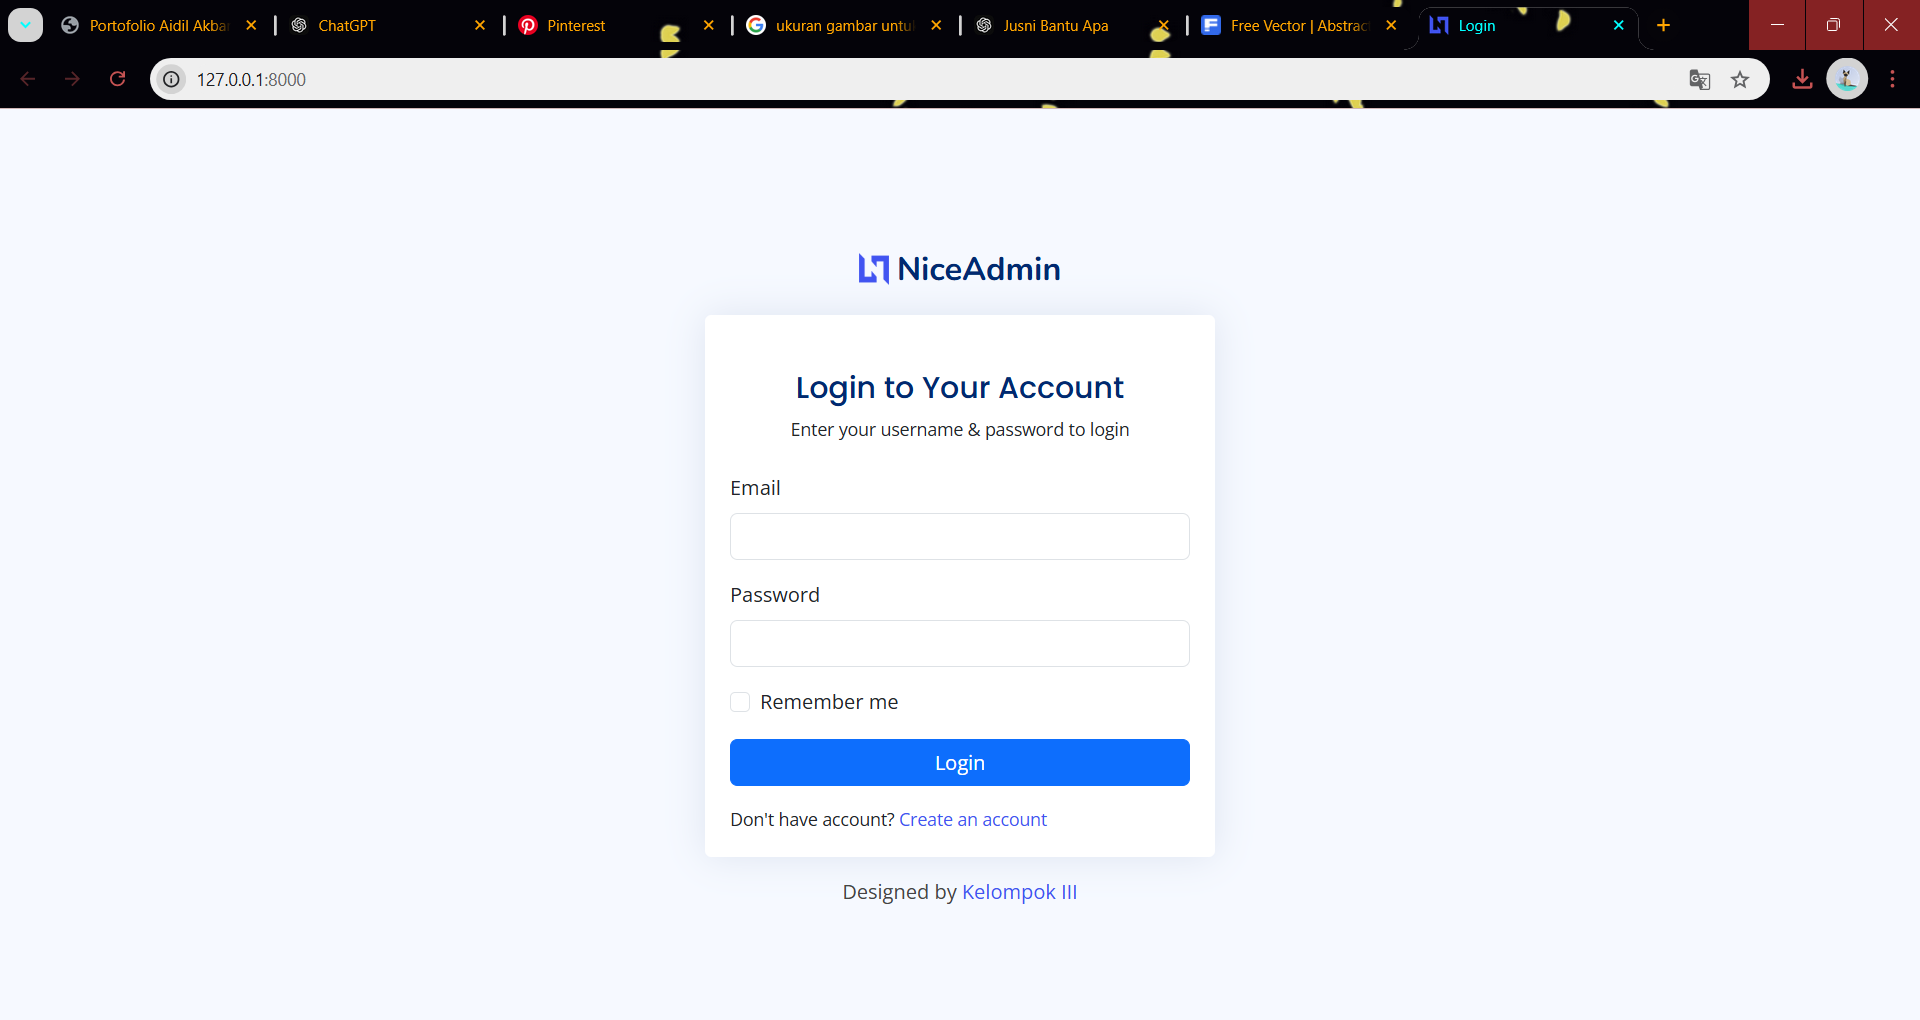 Portofolio Aidil Akba
ChatGPT
Pinterest
ukuran gambar untu
Jusni Bantu Apa
Free Vector | Abstrac
Login
127.0.0.1:8000
NiceAdmin
Login to Your Account
Enter your username & password to login
Email
Password
Remember me
Login
Don't have account? Create an account
Designed by Kelompok III